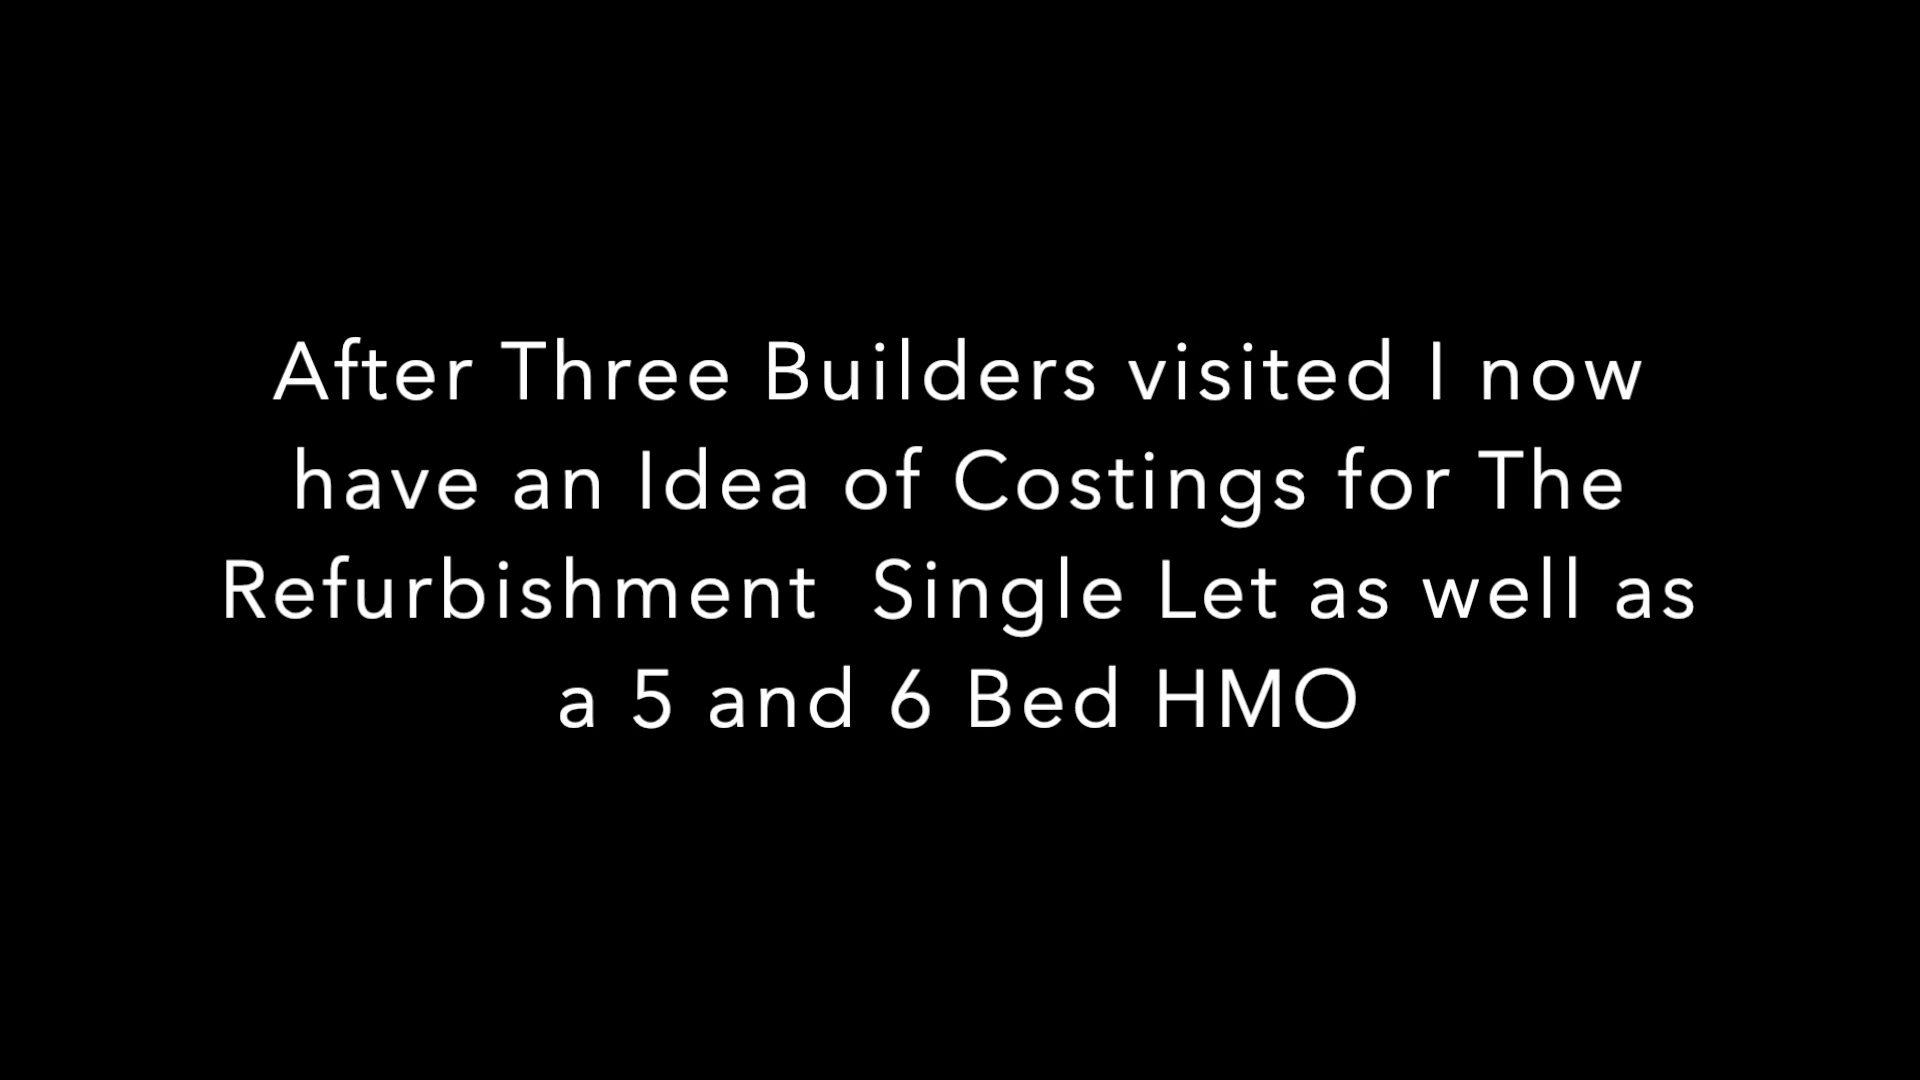 After Three Builders visited I now
have an Idea of Costings for The
Refurbishment  Single Let as well as
a 5 and 6 Bed HMO